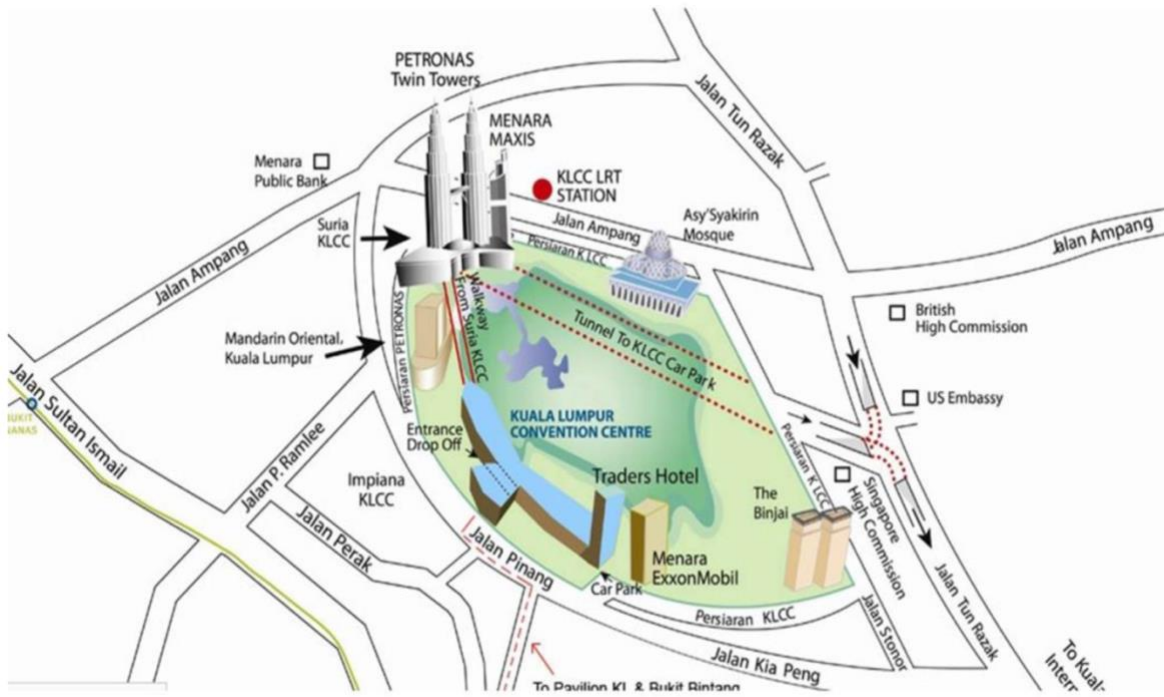 PETRONAS
Twin Towers
MENARA
MAXIS
Jalan Tun Razak
Menara
Public Bank
KLCC LRT
STATION
Suria
KLCC
Jalan Ampang
Persiaran KLCC
Asy'Syakirin
Mosque
Jalan Ampang
Jalan Ampang
Walkway
From Suria KLCC
Tunnel To KLCC Car Park
British
High Commission
Mandarin Oriental,
Kuala Lumpur
Persiaran PETRONAS
US Embassy
Jalan Sultan Ismail
KUALA LUMPUR
CONVENTION CENTRE
Entrance
Drop Off
Jalan P. Ramlee
Impiana
KLCC
Traders Hotel
The
Binjai
Persiaran KLCC
Singapore
High Commission
Jalan Perak
Jalan Pinang
Menara
ExxonMobil
Car Park
Persiaran KLCC
Jalan Stonor
Jalan Tun Razak
Jalan Kia Peng
To Pavilion KL & Bukit Bintang